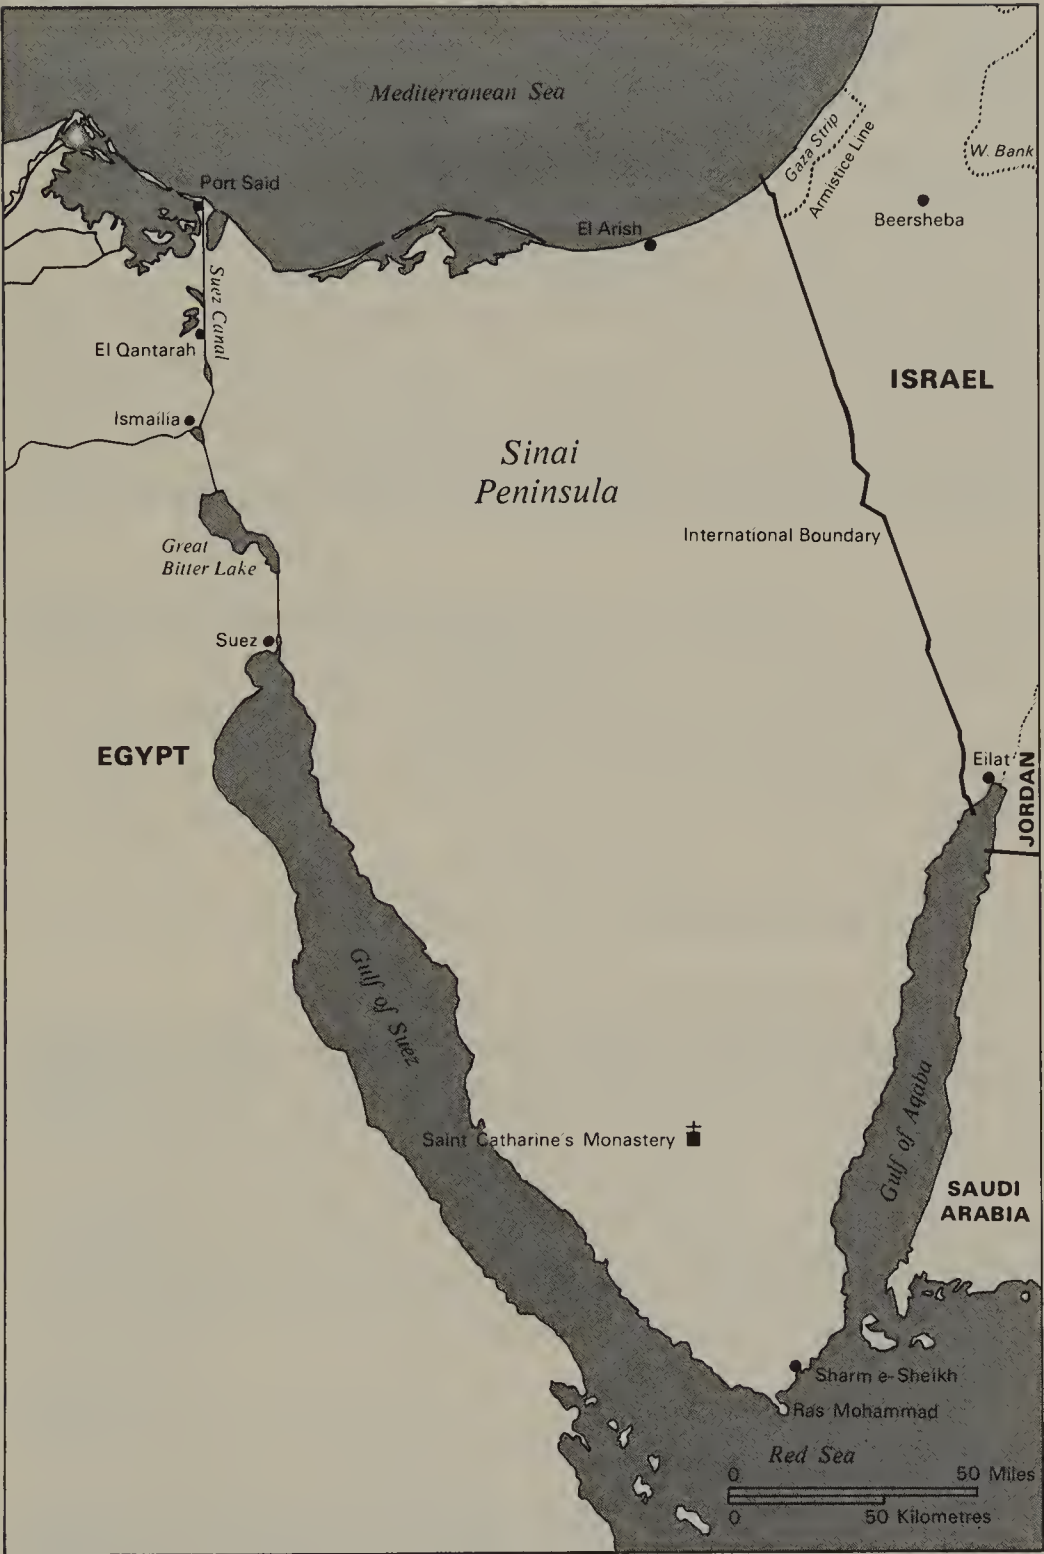 Mediterranean Sea
Gaza Strip
Armistice Line
W. Bank
Port Said
Beersheba
El Arish
Suez Canal
El Qantarah
ISRAEL
Ismailia
Sinai
Peninsula
International Boundary
Great
Bitter Lake
Suez
EGYPT
Eilat
JORDAN
Gulf of Suez
Gulf of Aqaba
Saint Catharine's Monastery
SAUDI
ARABIA
Sharm e-Sheikh
Ras Mohammad
Red Sea
0 50 Miles
0 50 Kilometres